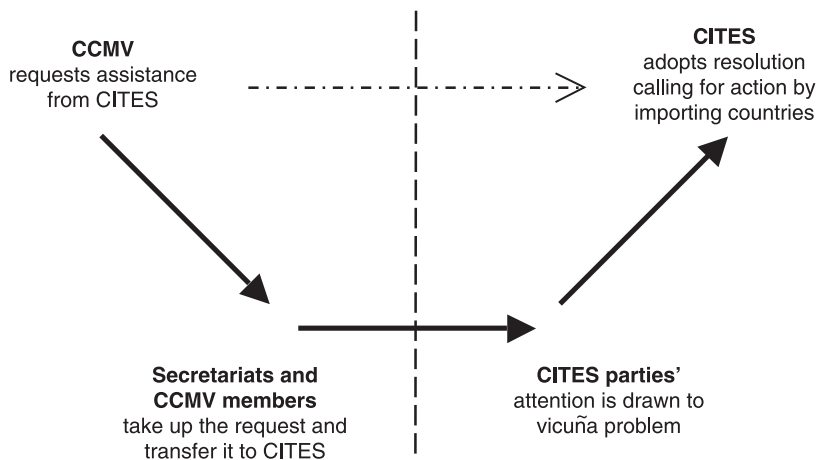 CCMV
requests assistance
from CITES
CITES
adopts resolution
calling for action by
importing countries
Secretariats and
CCMV members
take up the request and
transfer it to CITES
CITES parties'
attention is drawn to
vicuña problem